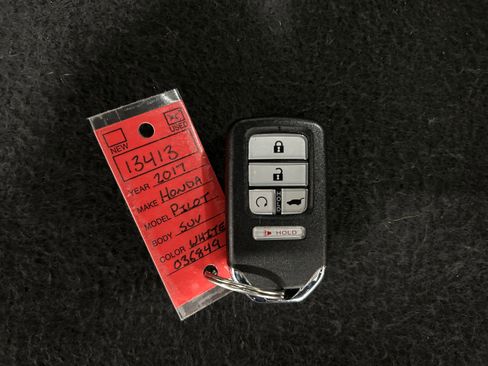 NEW USED
13413
YEAR 2017
MAKE HONDA
MODEL PILOT
BODY SUV
COLOR WHITE
036849
HOLD